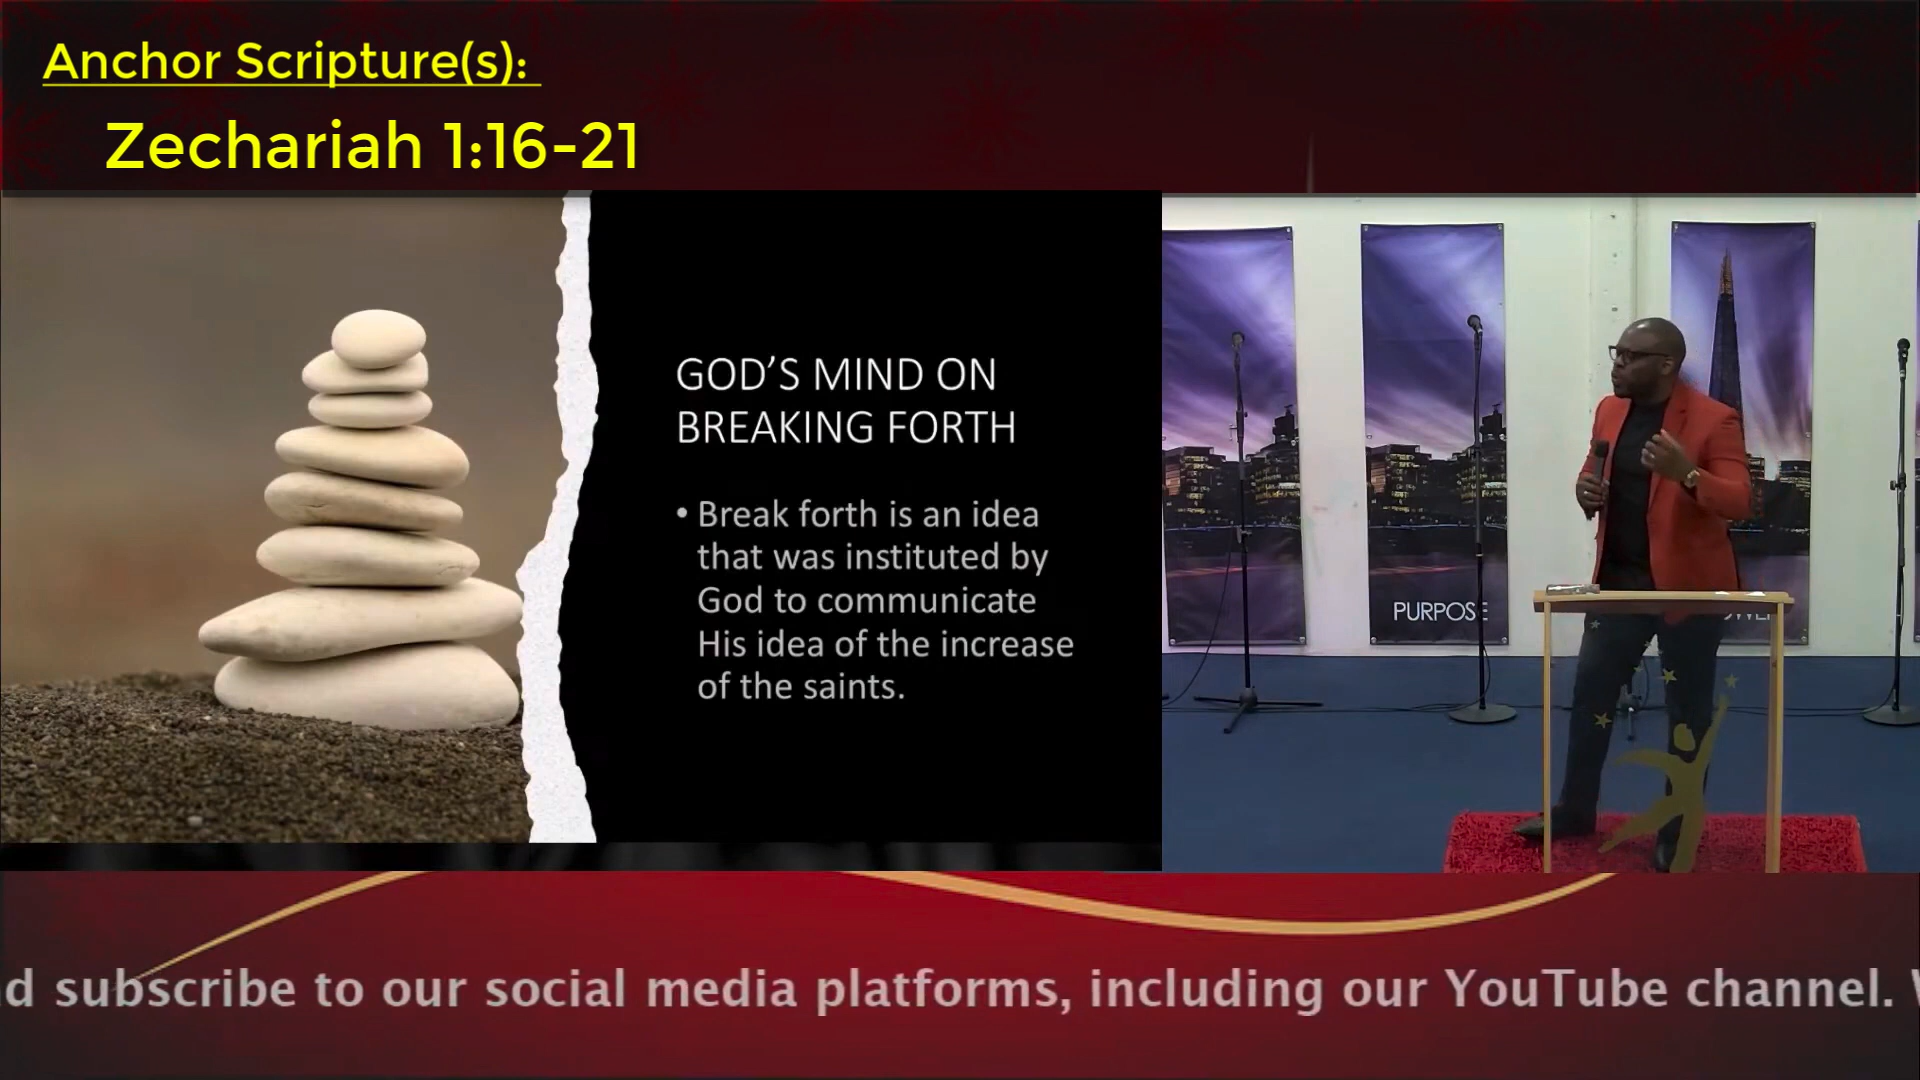 Anchor Scripture(s):
Zechariah 1:16-21
GOD’S MIND ON
BREAKING FORTH
• Break forth is an idea
that was instituted by
God to communicate
His idea of the increase
of the saints.
PURPOSE
subscribe to our social media platforms, including our YouTube channel.